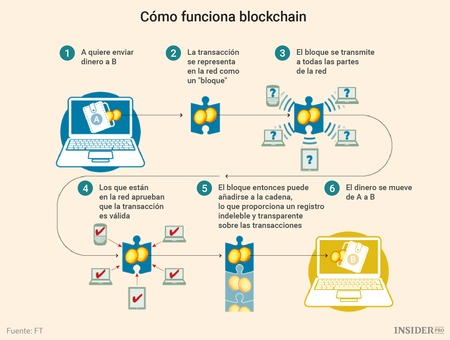 Cómo funciona blockchain
1
A quiere enviar
dinero a B
2
La transacción
se representa
en la red como
un "bloque"
3
El bloque se transmite
a todas las partes
de la red
A
?
?
?
?
?
4
Los que están
en la red aprueban
que la transacción
es válida
5
El bloque entonces puede
añadirse a la cadena,
lo que proporciona un registro
indeleble y transparente
sobre las transacciones
6
El dinero se mueve
de A a B
B
Fuente: FT
INSIDER PRO